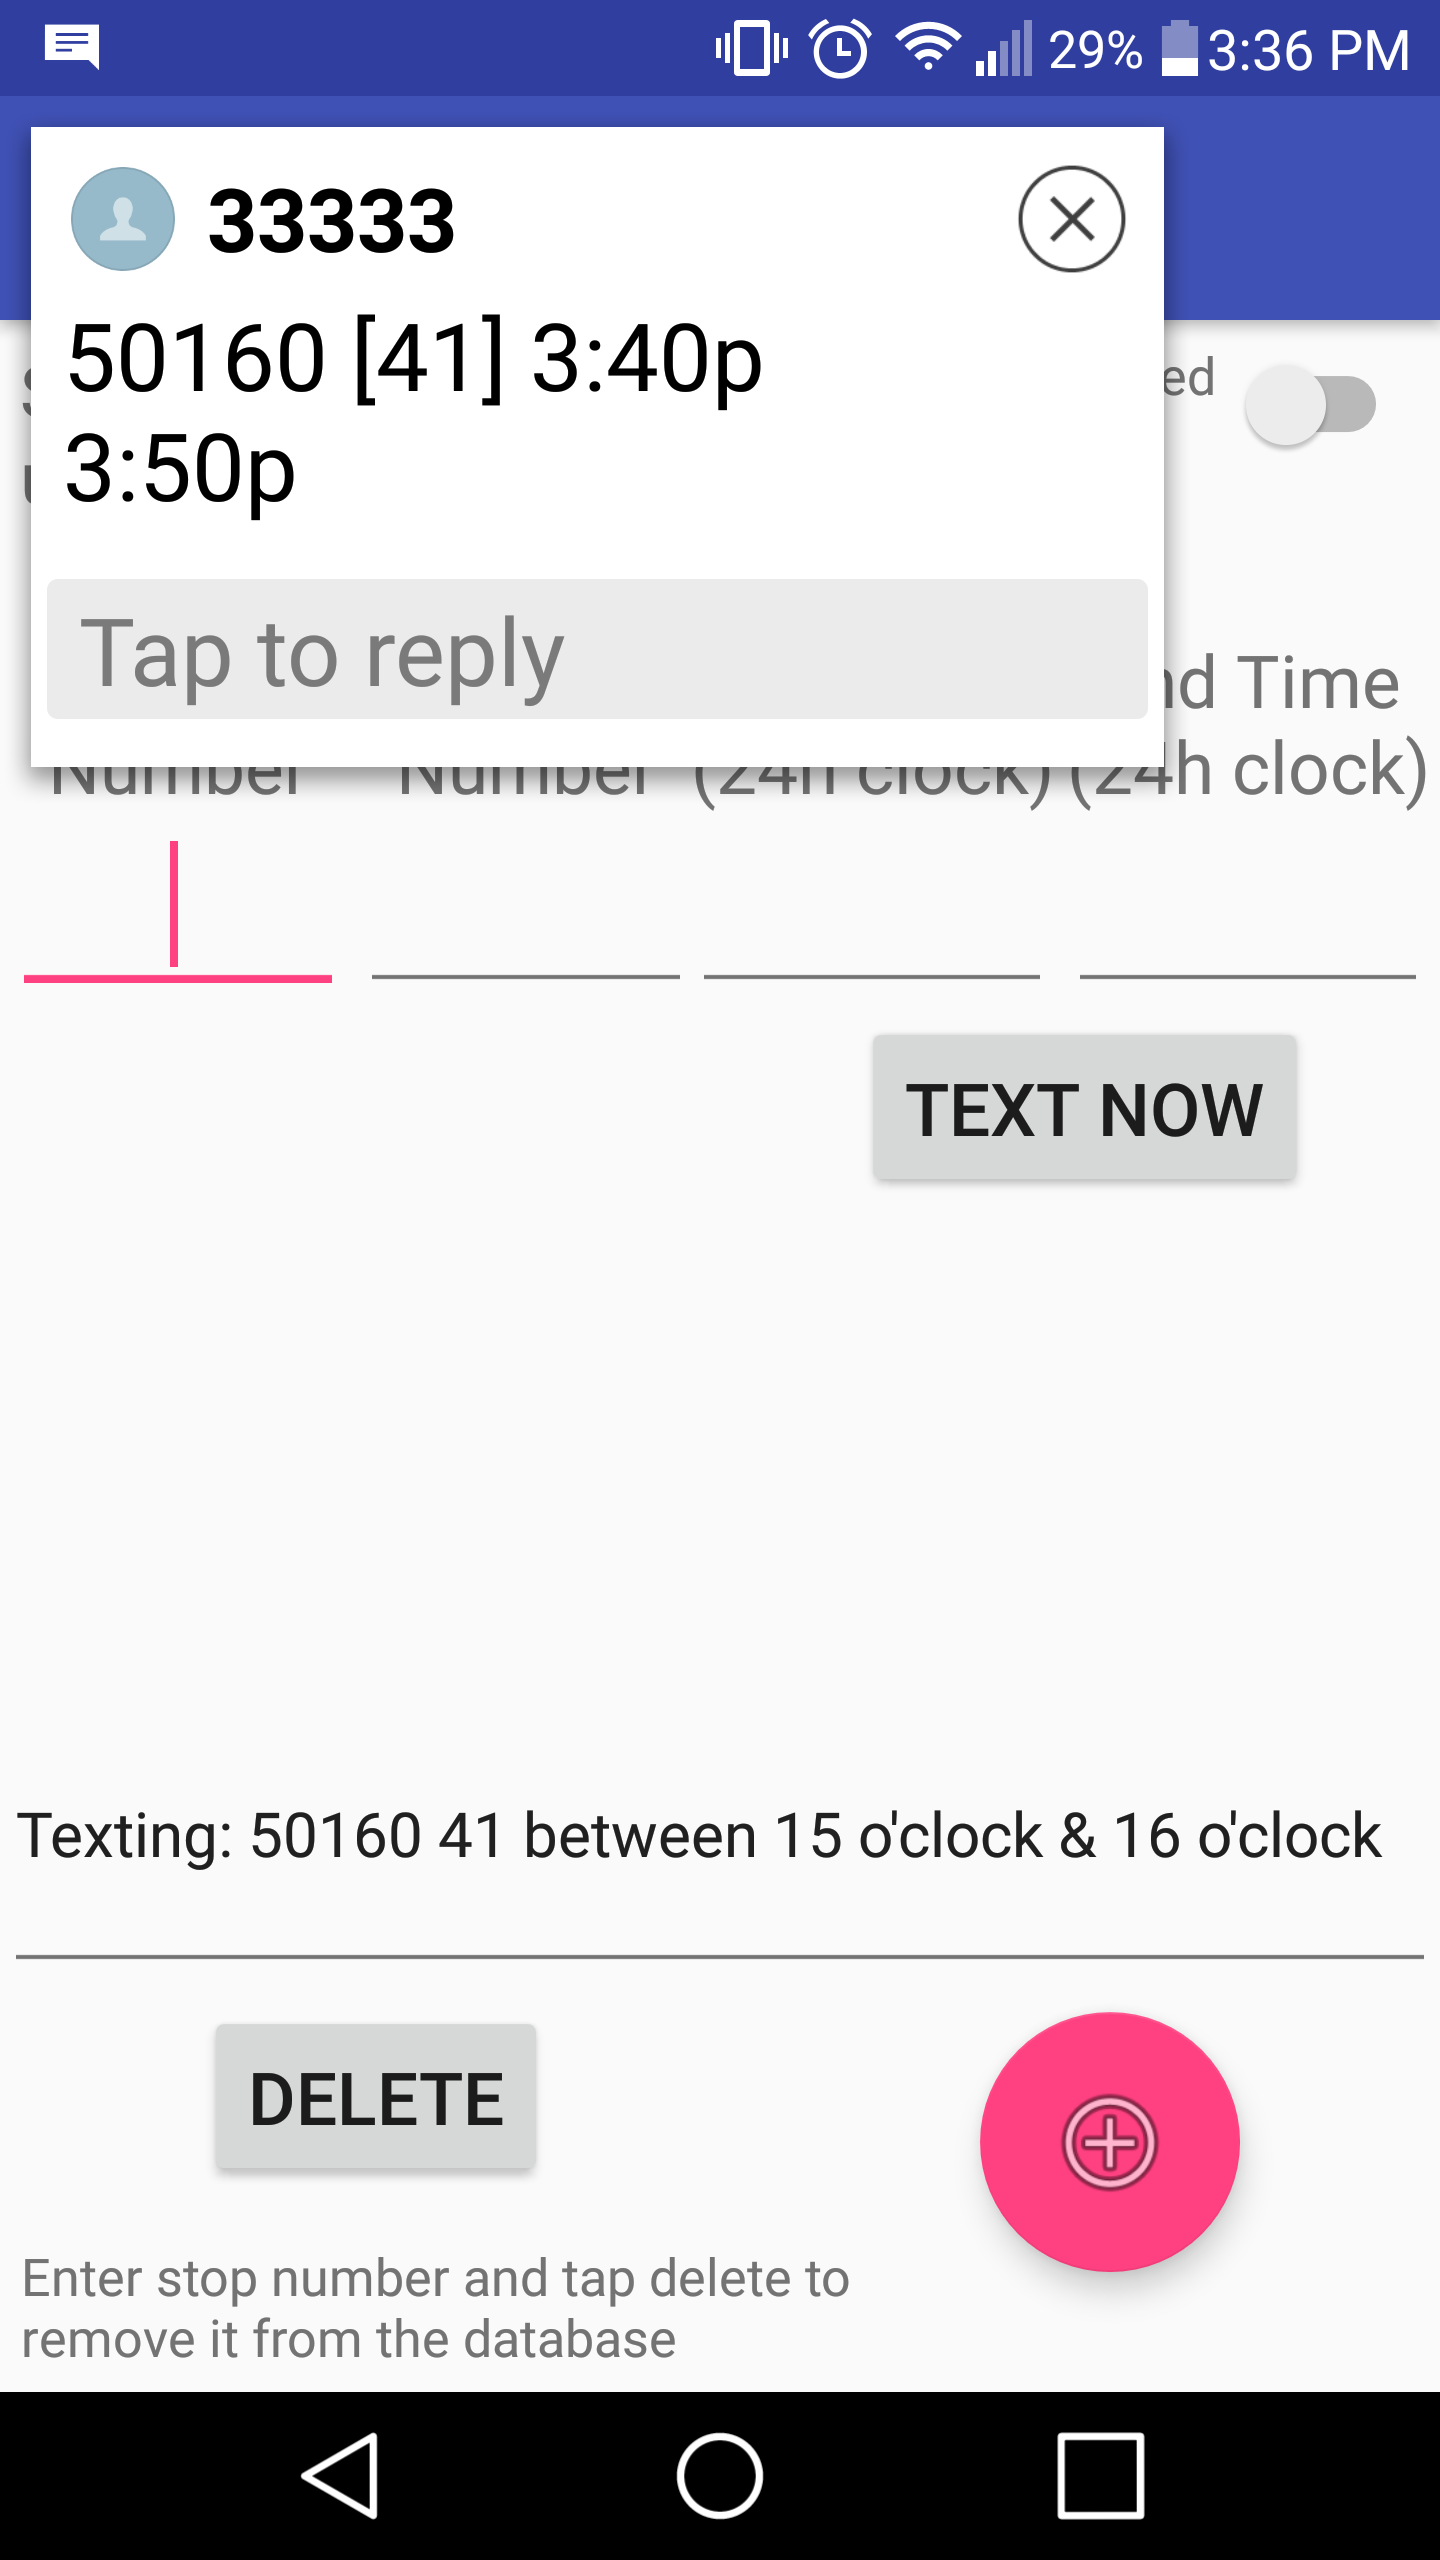 29% 3:36 PM
33333
50160 [41] 3:40p
3:50p
Tap to reply
Time
Number Number (24h clock) (24h clock)
TEXT NOW
Texting: 50160 41 between 15 o'clock & 16 o'clock
DELETE
Enter stop number and tap delete to
remove it from the database